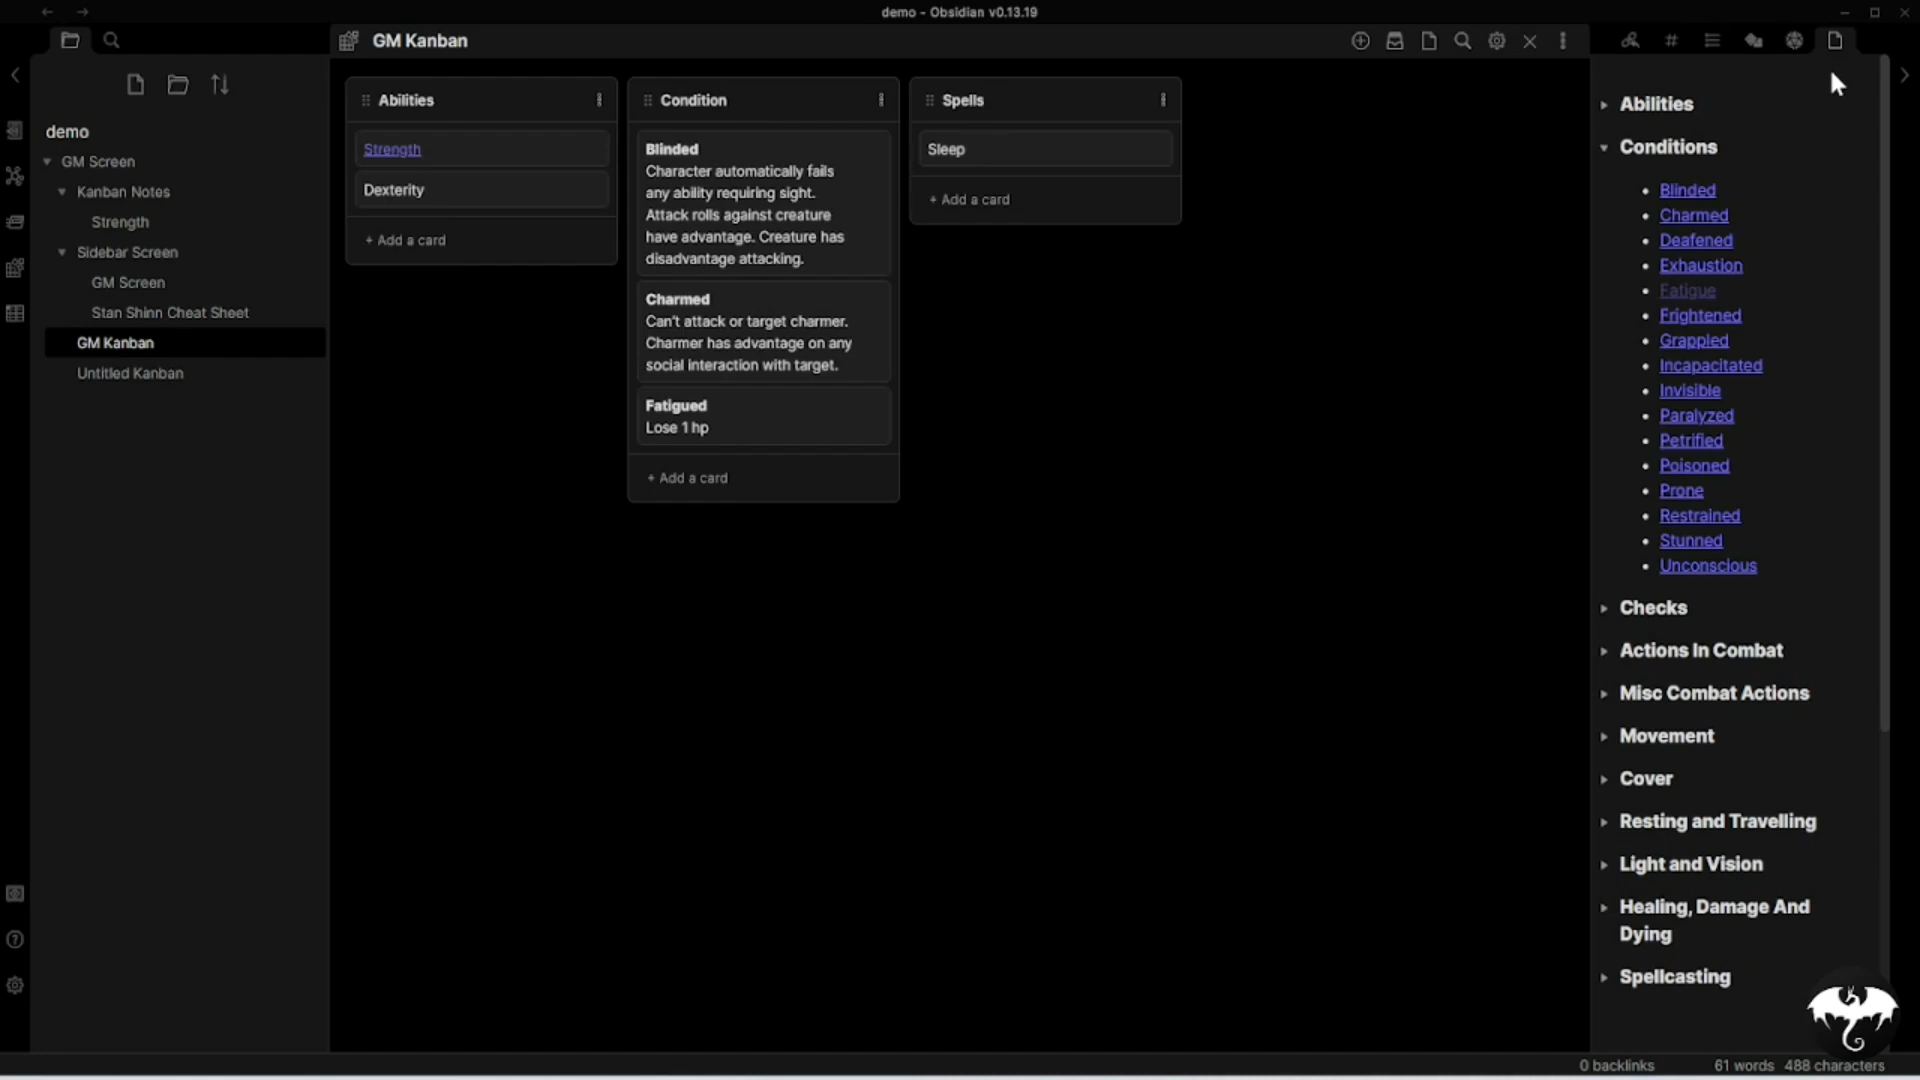 demo - Obsidian v0.13.19
GM Kanban
demo
GM Screen
Kanban Notes
Strength
Sidebar Screen
GM Screen
Stan Shinn Cheat Sheet
GM Kanban
Untitled Kanban
Abilities
Strength
Dexterity
+ Add a card
Condition
Blinded
Character automatically fails
any ability requiring sight.
Attack rolls against creature
have advantage. Creature has
disadvantage attacking.
Charmed
Can't attack or target charmer.
Charmer has advantage on any
social interaction with target.
Fatigued
Lose 1 hp
+ Add a card
Spells
Sleep
+ Add a card
Abilities
Conditions
Blinded
Charmed
Deafened
Exhaustion
Fatigue
Frightened
Grappled
Incapacitated
Invisible
Paralyzed
Petrified
Poisoned
Prone
Restrained
Stunned
Unconscious
Checks
Actions In Combat
Misc Combat Actions
Movement
Cover
Resting and Travelling
Light and Vision
Healing, Damage And
Dying
Spellcasting
0 backlinks 61 words 488 characters